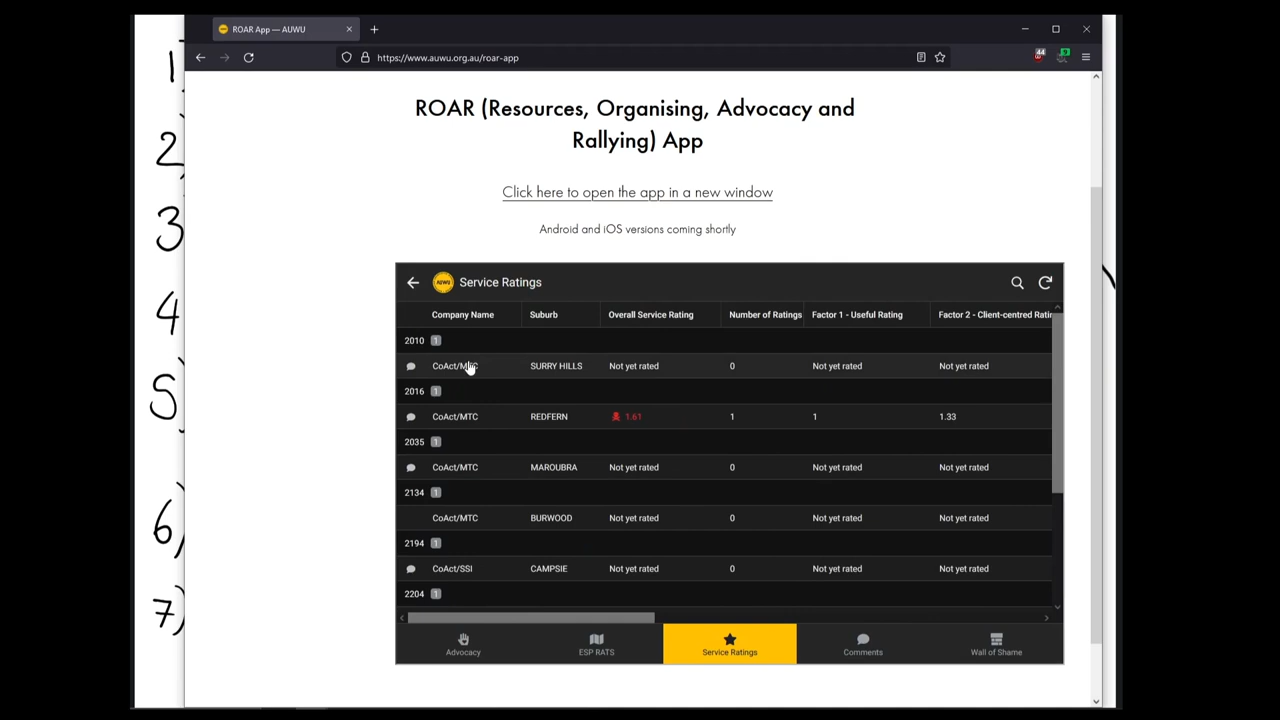 ROAR App — AUWU
https://www.auwu.org.au/roar-app
44
9
ROAR (Resources, Organising, Advocacy and
Rallying) App
Click here to open the app in a new window
Android and iOS versions coming shortly
AUWU Service Ratings
Company Name Suburb Overall Service Rating Number of Ratings Factor 1 - Useful Rating Factor 2 - Client-centred Ratin
2010 1
CoAct/MTC SURRY HILLS Not yet rated 0 Not yet rated Not yet rated
2016 1
CoAct/MTC REDFERN 1.61 1 1 1.33
2035 1
CoAct/MTC MAROUBRA Not yet rated 0 Not yet rated Not yet rated
2134 1
CoAct/MTC BURWOOD Not yet rated 0 Not yet rated Not yet rated
2194 1
CoAct/SSI CAMPSIE Not yet rated 0 Not yet rated Not yet rated
2204 1
Advocacy ESP RATS Service Ratings Comments Wall of Shame
1)
2)
3)
4)
5)
6)
7)